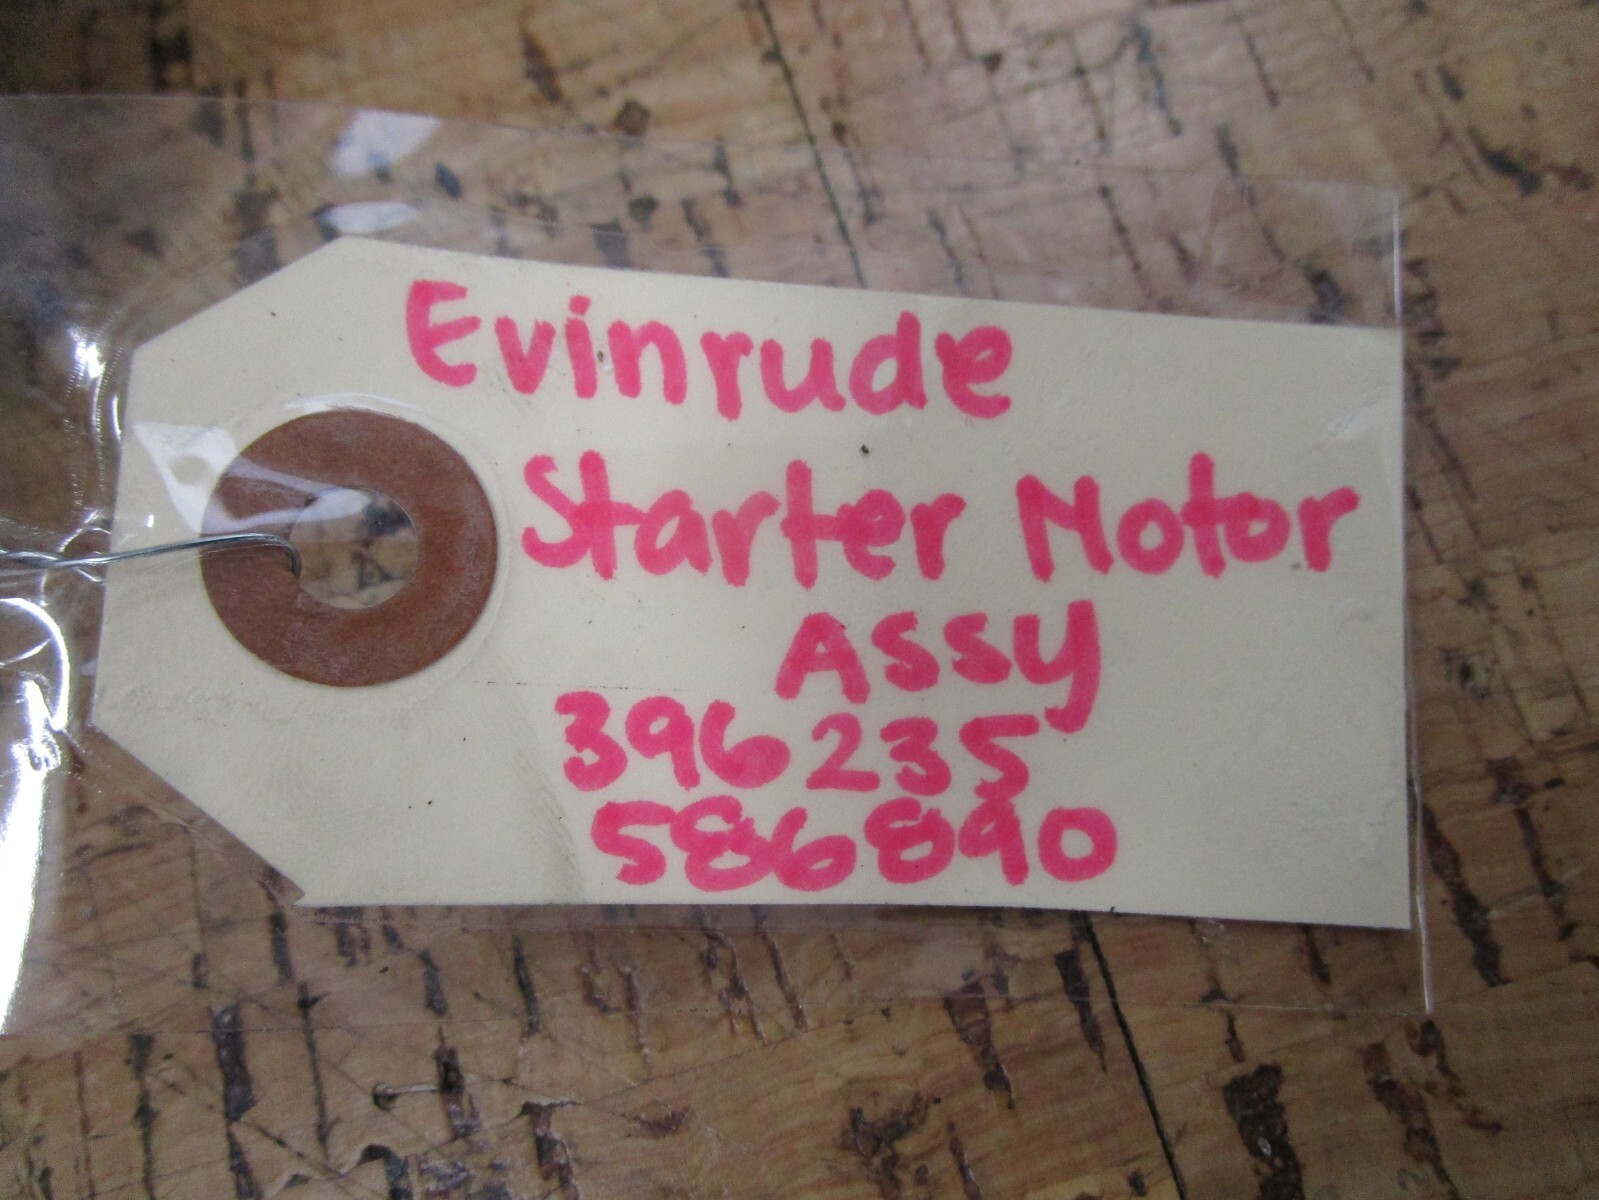 Evinrude
Starter Motor
ASSY
396235
586890